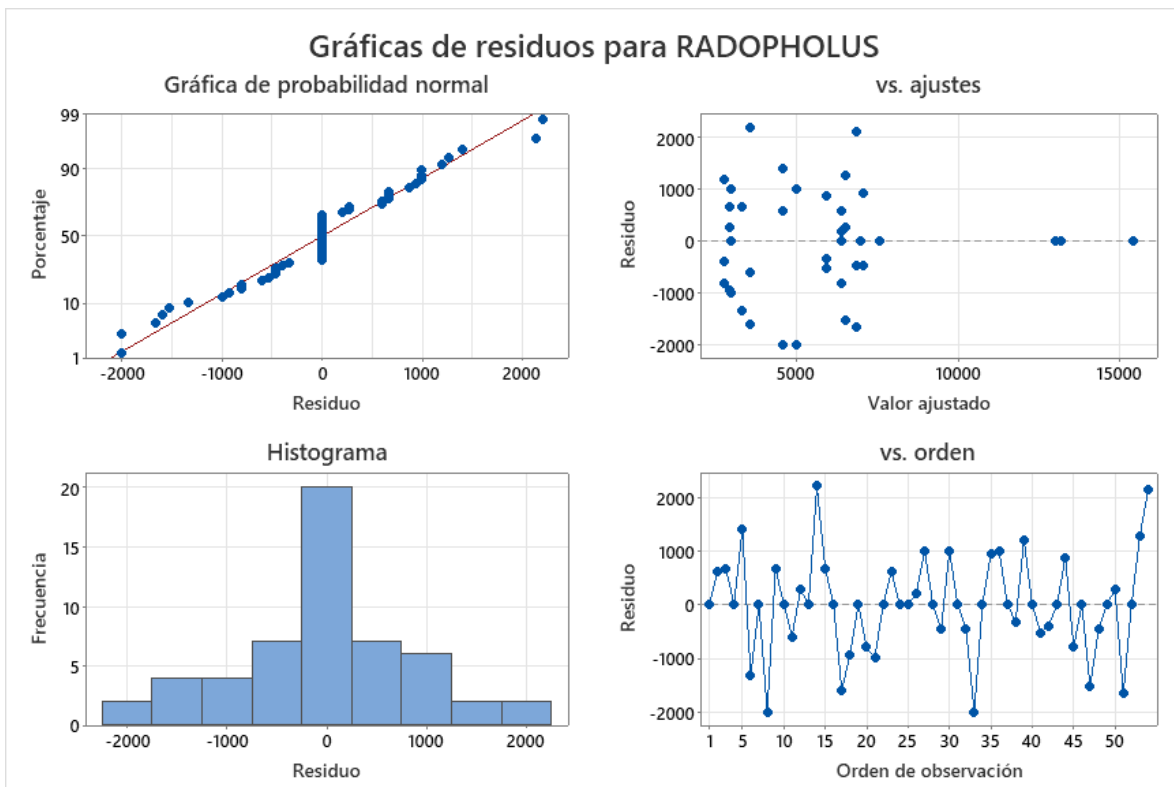 Gráficas de residuos para RADOPHOLUS
Gráfica de probabilidad normal
99
90
50
10
1
Porcentaje
-2000 -1000 0 1000 2000
Residuo
vs. ajustes
2000
1000
0
-1000
-2000
Residuo
5000 10000 15000
Valor ajustado
Histograma
20
15
10
5
0
Frecuencia
-2000 -1000 0 1000 2000
Residuo
vs. orden
2000
1000
0
-1000
-2000
Residuo
1 5 10 15 20 25 30 35 40 45 50
Orden de observación